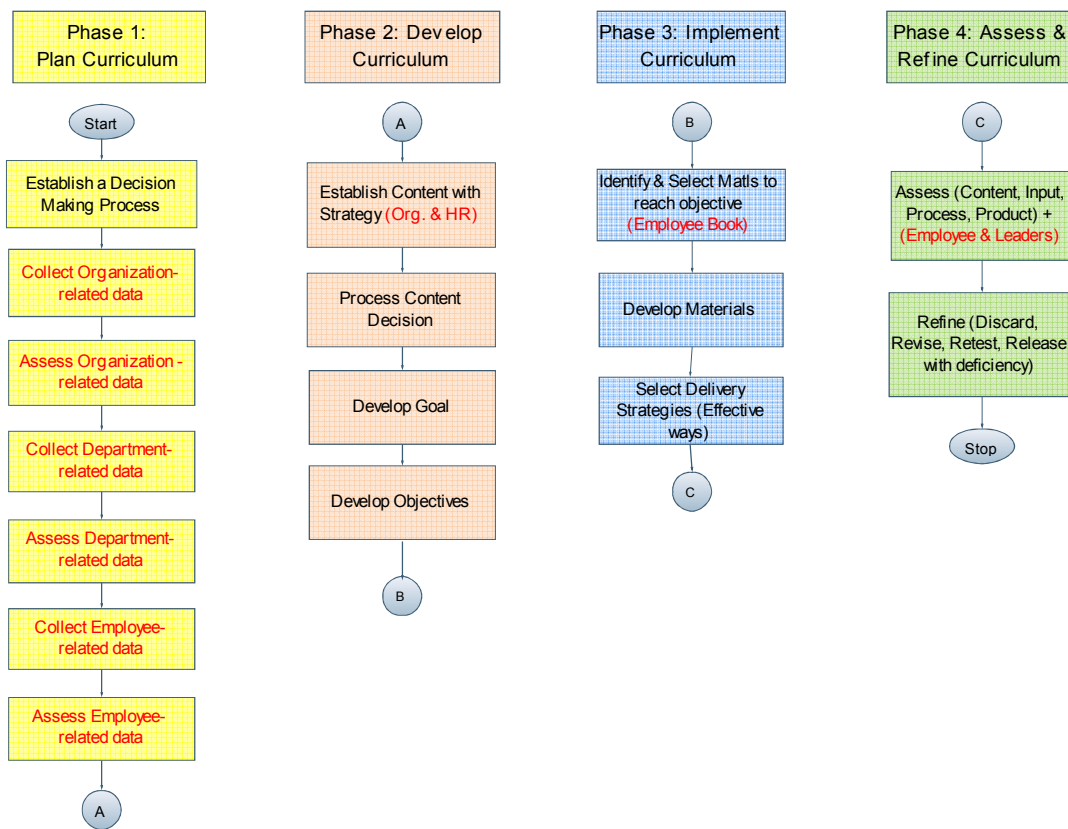 Phase 1:
Plan Curriculum
Start
Establish a Decision
Making Process
Collect Organization-
related data
Assess Organization -
related data
Collect Department-
related data
Assess Department-
related data
Collect Employee-
related data
Assess Employee-
related data
A
Phase 2: Develop
Curriculum
A
Establish Content with
Strategy (Org. & HR)
Process Content
Decision
Develop Goal
Develop Objectives
B
Phase 3: Implement
Curriculum
B
Identify & Select Matls to
reach objective
(Employee Book)
Develop Materials
Select Delivery
Strategies (Effective
ways)
C
Phase 4: Assess &
Refine Curriculum
C
Assess (Content, Input,
Process, Product) +
(Employee & Leaders)
Refine (Discard,
Revise, Retest, Release
with deficiency)
Stop